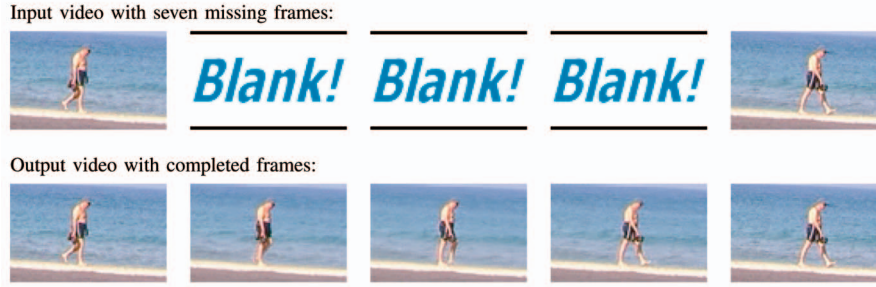 Input video with seven missing frames:
Blank! Blank! Blank!
Output video with completed frames: